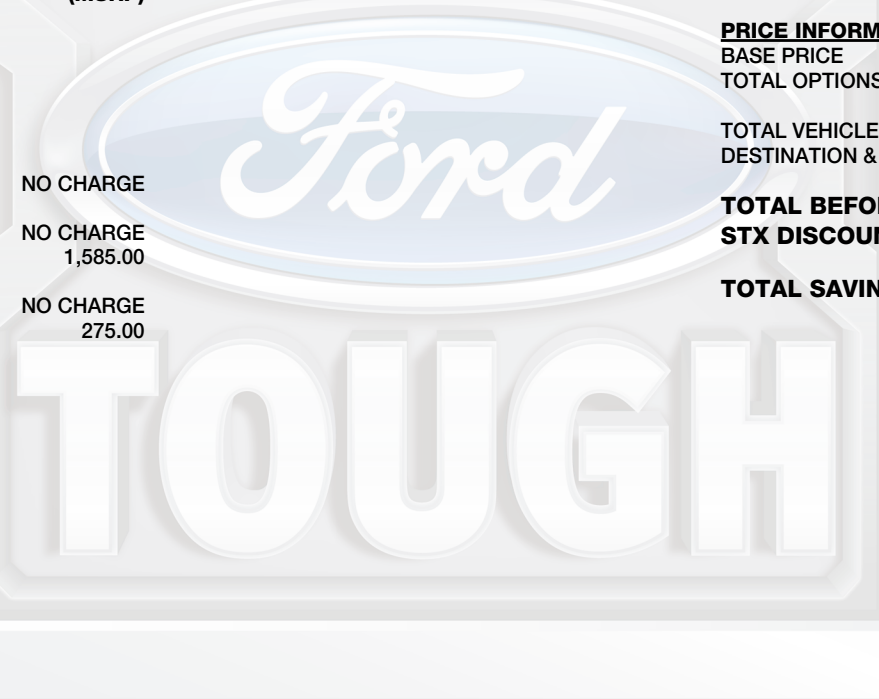 (MSRP)
NO CHARGE
NO CHARGE
1,585.00
NO CHARGE
275.00
PRICE INFORM
BASE PRICE
TOTAL OPTIONS
TOTAL VEHICLE
DESTINATION &
TOTAL BEFO
STX DISCOUN
TOTAL SAVIN
Ford
TOUGH